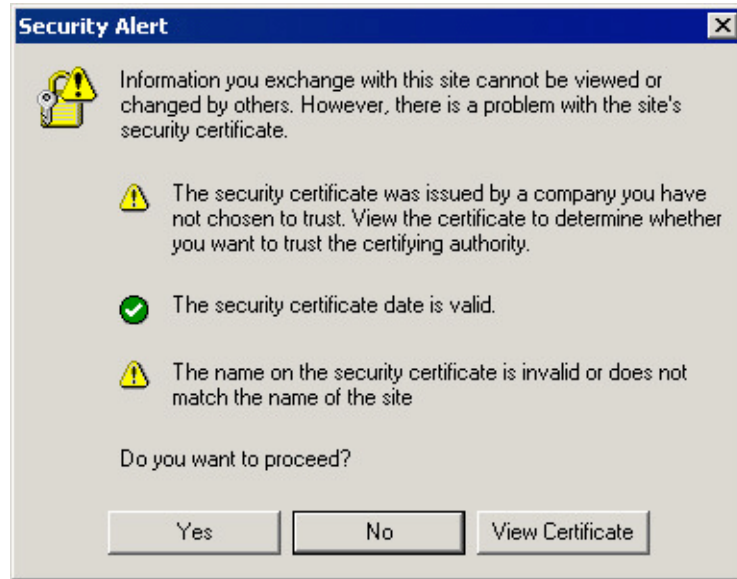 Security Alert
Information you exchange with this site cannot be viewed or
changed by others. However, there is a problem with the site's
security certificate.
The security certificate was issued by a company you have
not chosen to trust. View the certificate to determine whether
you want to trust the certifying authority.
The security certificate date is valid.
The name on the security certificate is invalid or does not
match the name of the site
Do you want to proceed?
Yes
No
View Certificate